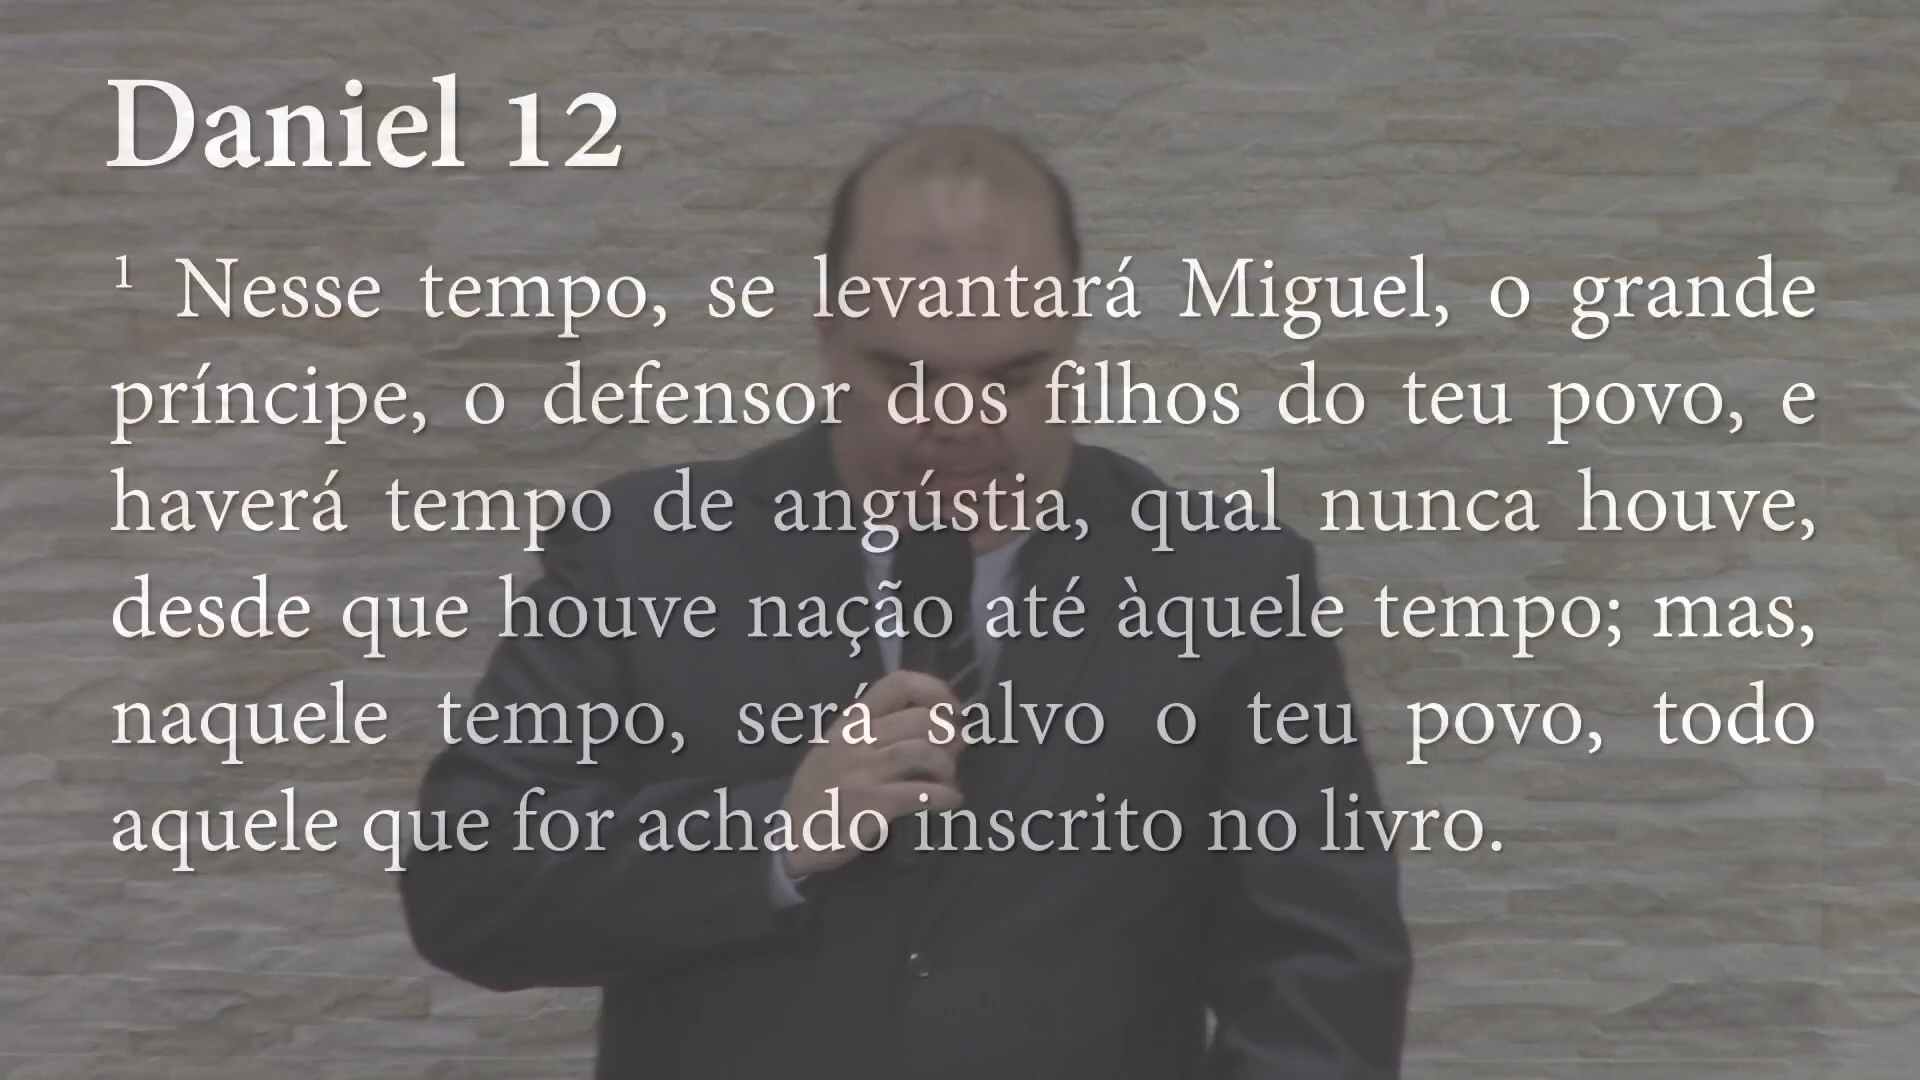 Daniel 12
¹ Nesse tempo, se levantará Miguel, o grande
príncipe, o defensor dos filhos do teu povo, e
haverá tempo de angústia, qual nunca houve,
desde que houve nação até àquele tempo; mas,
naquele tempo, será salvo o teu povo, todo
aquele que for achado inscrito no livro.